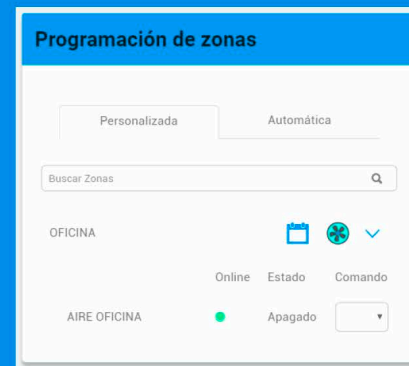 Programación de zonas
Personalizada Automática
Buscar Zonas
OFICINA
Online Estado Comando
AIRE OFICINA Apagado